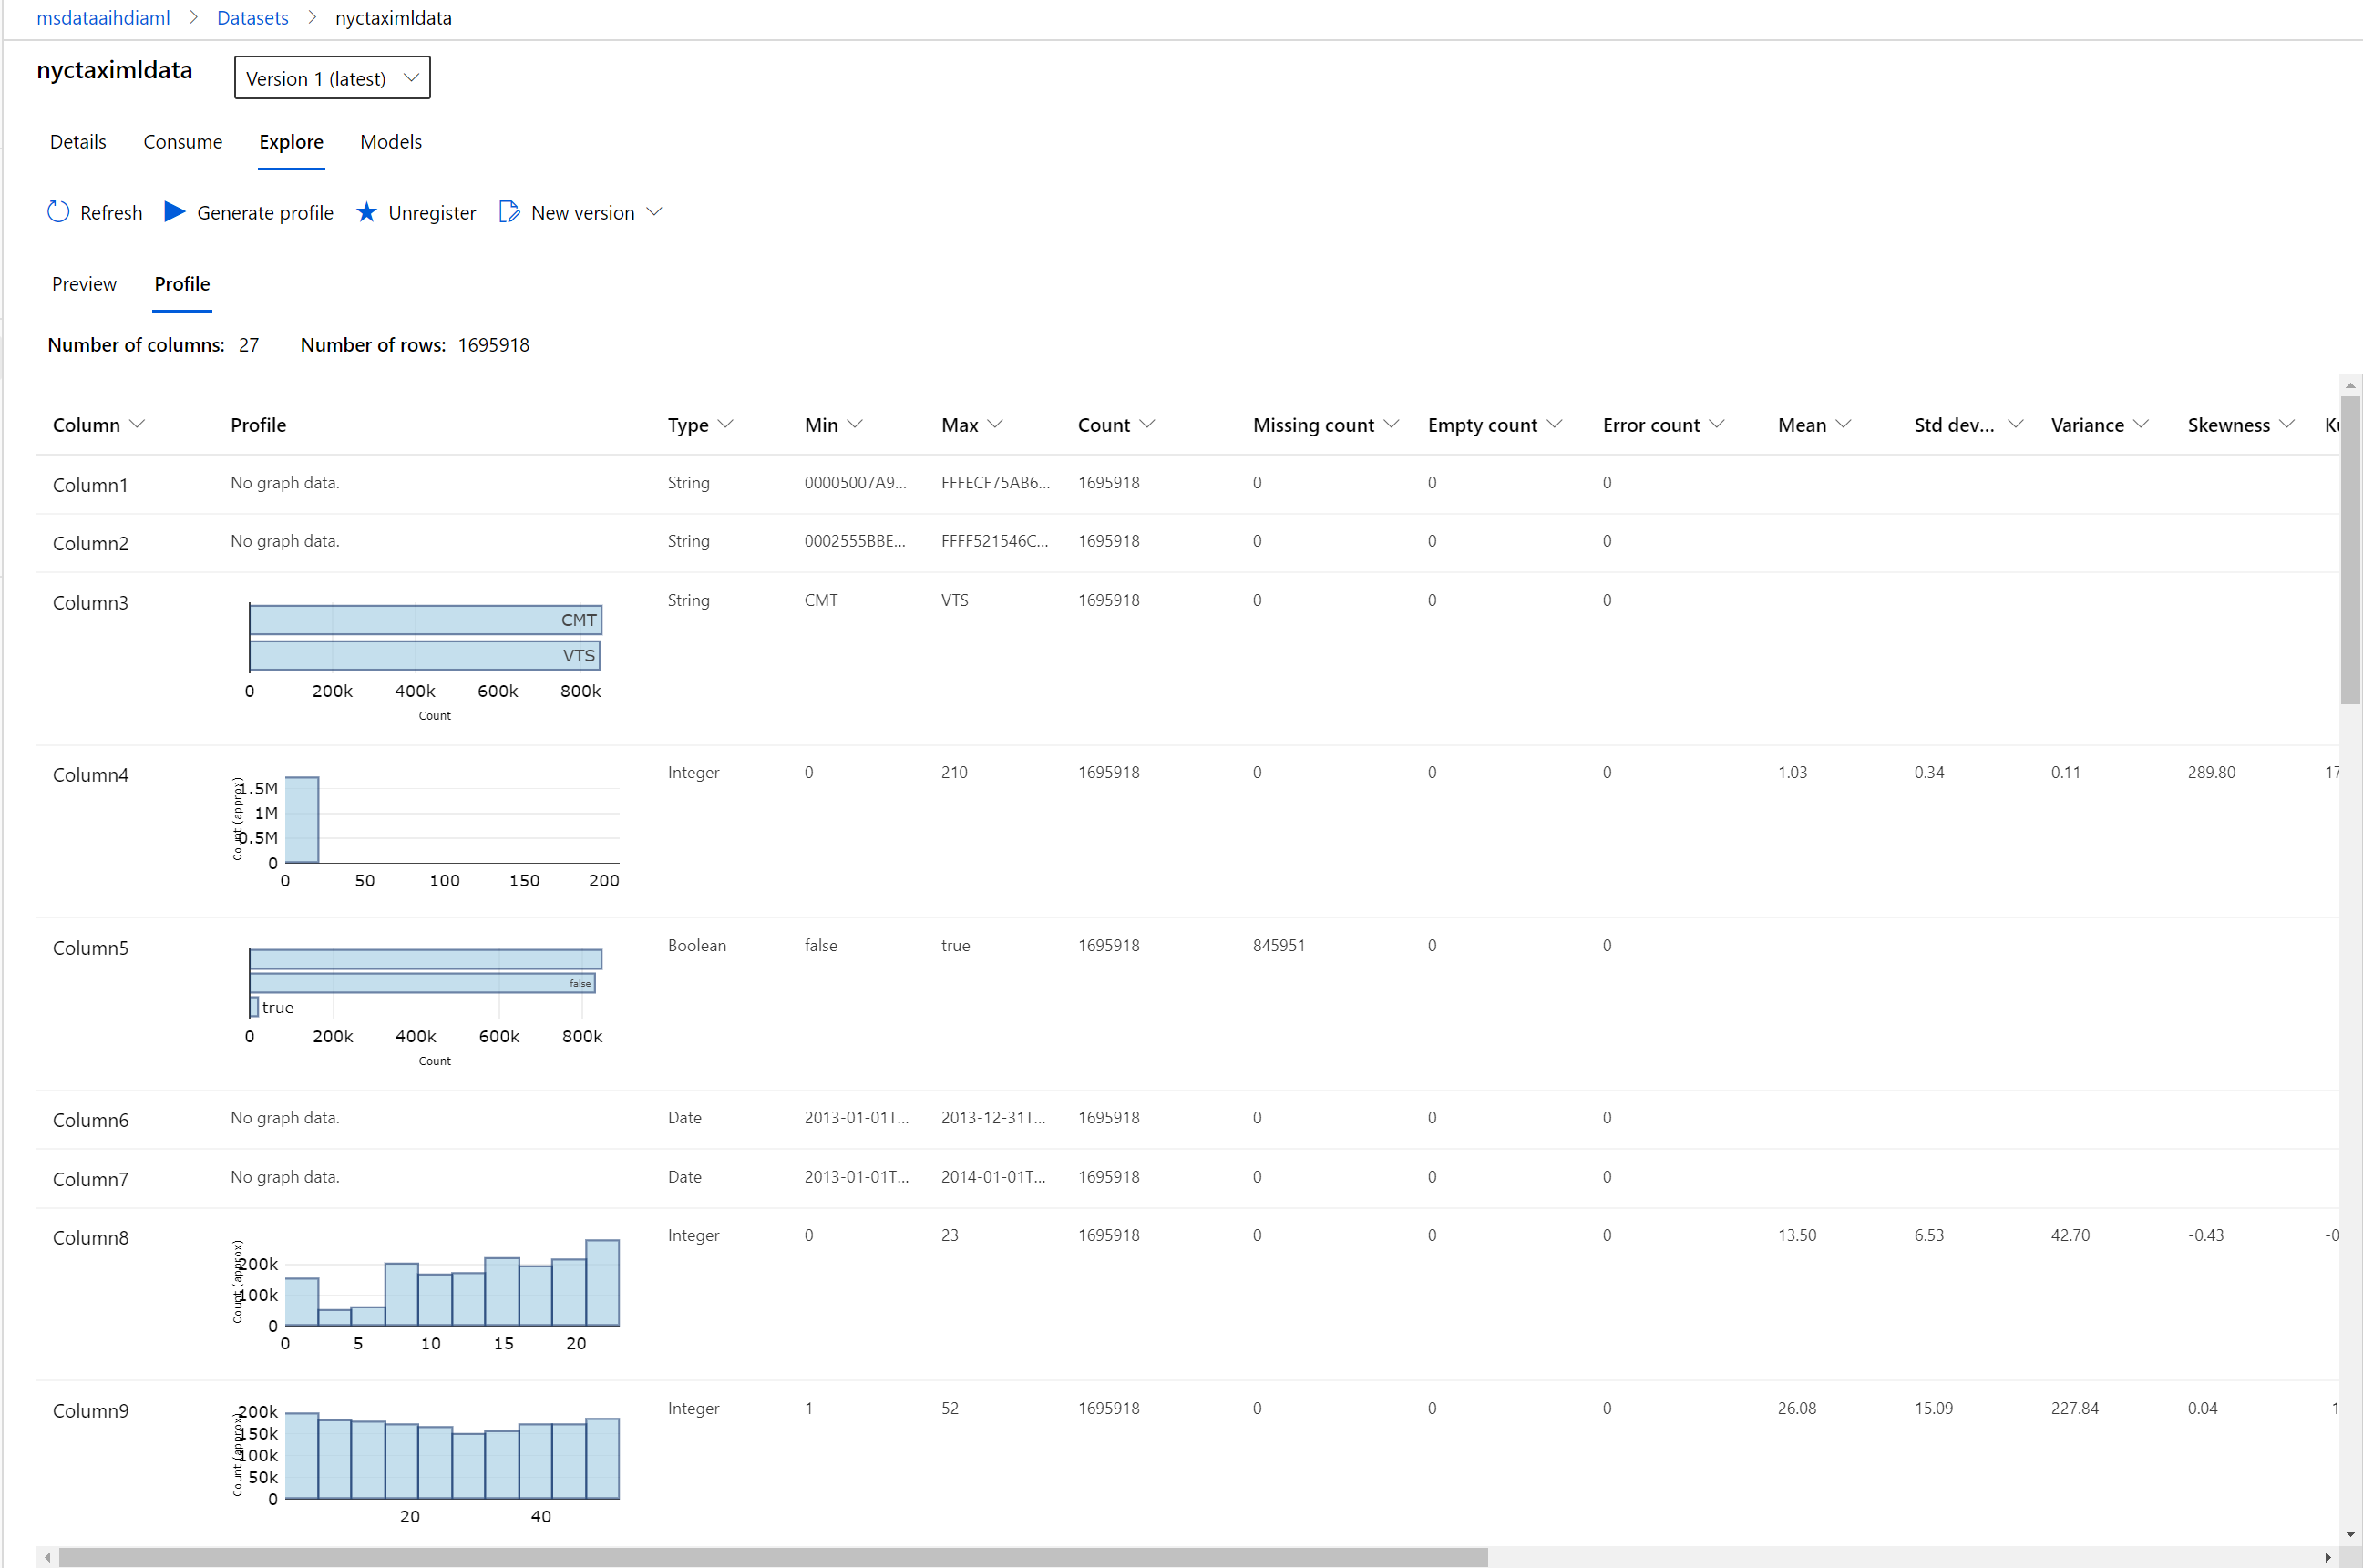 msdataaihdiaml > Datasets > nyctaximldata
nyctaximldata Version 1 (latest)
Details Consume Explore Models
Refresh Generate profile Unregister New version
Preview Profile
Number of columns: 27 Number of rows: 1695918
Column Profile Type Min Max Count Missing count Empty count Error count Mean Std dev... Variance Skewness
Column1 No graph data. String 00005007A9... FFFECF75AB6... 1695918 0 0 0
Column2 No graph data. String 0002555BBE... FFFF521546C... 1695918 0 0 0
Column3 String CMT VTS 1695918 0 0 0
CMT
VTS
0 200k 400k 600k 800k
Count
Column4 Integer 0 210 1695918 0 0 0 1.03 0.34 0.11 289.80 17
Count (approx)
1.5M
1M
0.5M
0
0 50 100 150 200
Column5 Boolean false true 1695918 845951 0 0
false
true
0 200k 400k 600k 800k
Count
Column6 No graph data. Date 2013-01-01T... 2013-12-31T... 1695918 0 0 0
Column7 No graph data. Date 2013-01-01T... 2014-01-01T... 1695918 0 0 0
Column8 Integer 0 23 1695918 0 0 0 13.50 6.53 42.70 -0.43 -0
Count (approx)
200k
100k
0
0 5 10 15 20
Column9 Integer 1 52 1695918 0 0 0 26.08 15.09 227.84 0.04 -1
Count (approx)
200k
150k
100k
50k
0
20 40